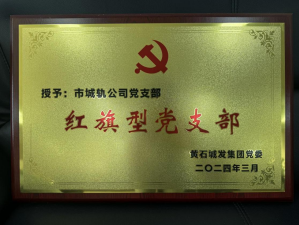 授予：市城轨公司党支部
红旗型党支部
黄石城发集团党委
二〇二四年三月